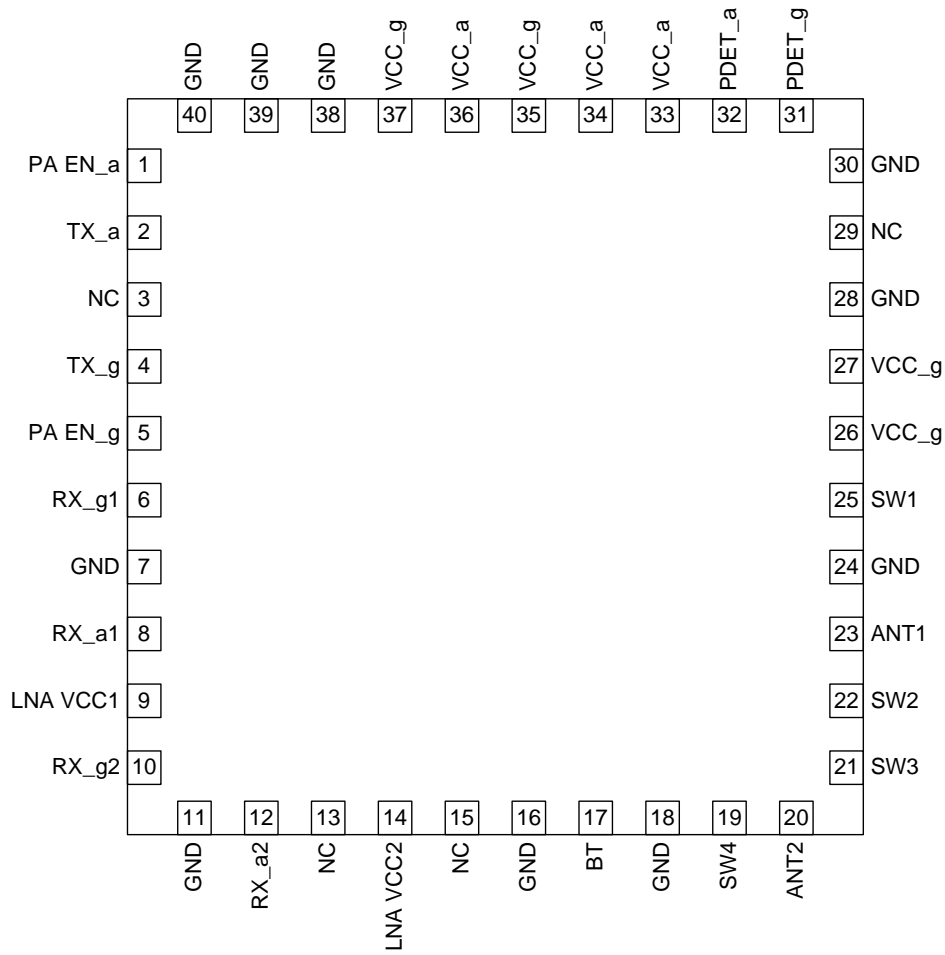 GND GND GND VCC_g VCC_a VCC_g VCC_a VCC_a PDET_a PDET_g
40 39 38 37 36 35 34 33 32 31
PA EN_a 1 30 GND
TX_a 2 29 NC
NC 3 28 GND
TX_g 4 27 VCC_g
PA EN_g 5 26 VCC_g
RX_g1 6 25 SW1
GND 7 24 GND
RX_a1 8 23 ANT1
LNA VCC1 9 22 SW2
RX_g2 10 21 SW3
11 12 13 14 15 16 17 18 19 20
GND RX_a2 NC LNA VCC2 NC GND BT GND SW4 ANT2